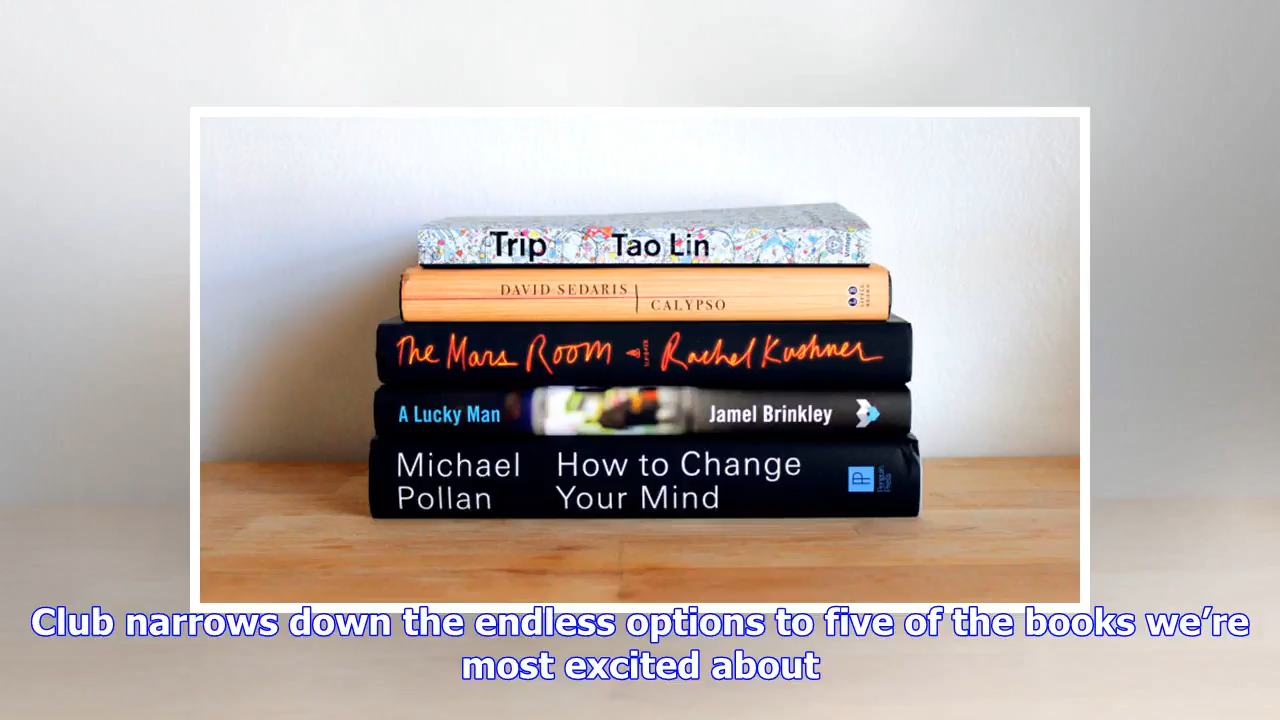 Trip Tao Lin
DAVID SEDARIS CALYPSO
The Mars Room Rachel Kushner
A Lucky Man Jamel Brinkley
Michael Pollan How to Change Your Mind
Penguin Press
Club narrows down the endless options to five of the books we’re
most excited about